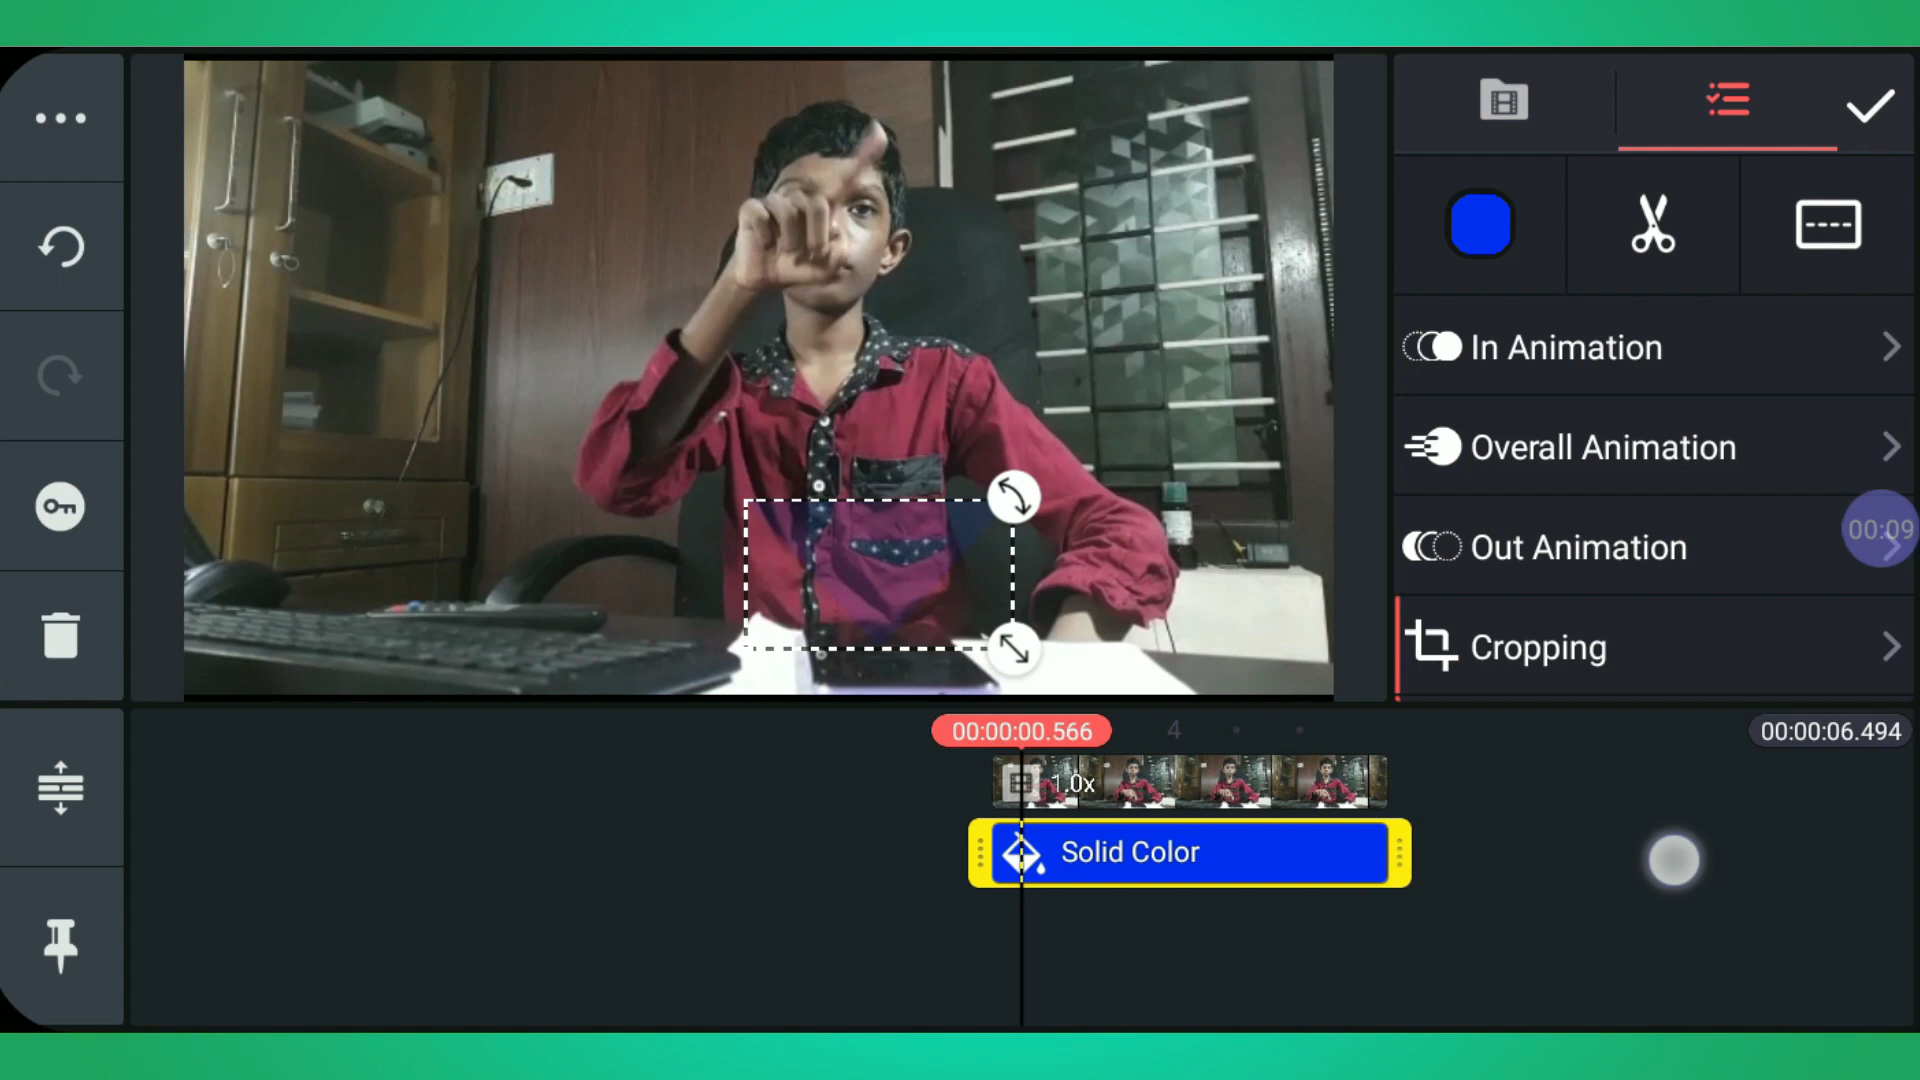 In Animation
Overall Animation
00:09
Out Animation
Cropping
00:00:00.566
4
00:00:06.494
1.0x
Solid Color